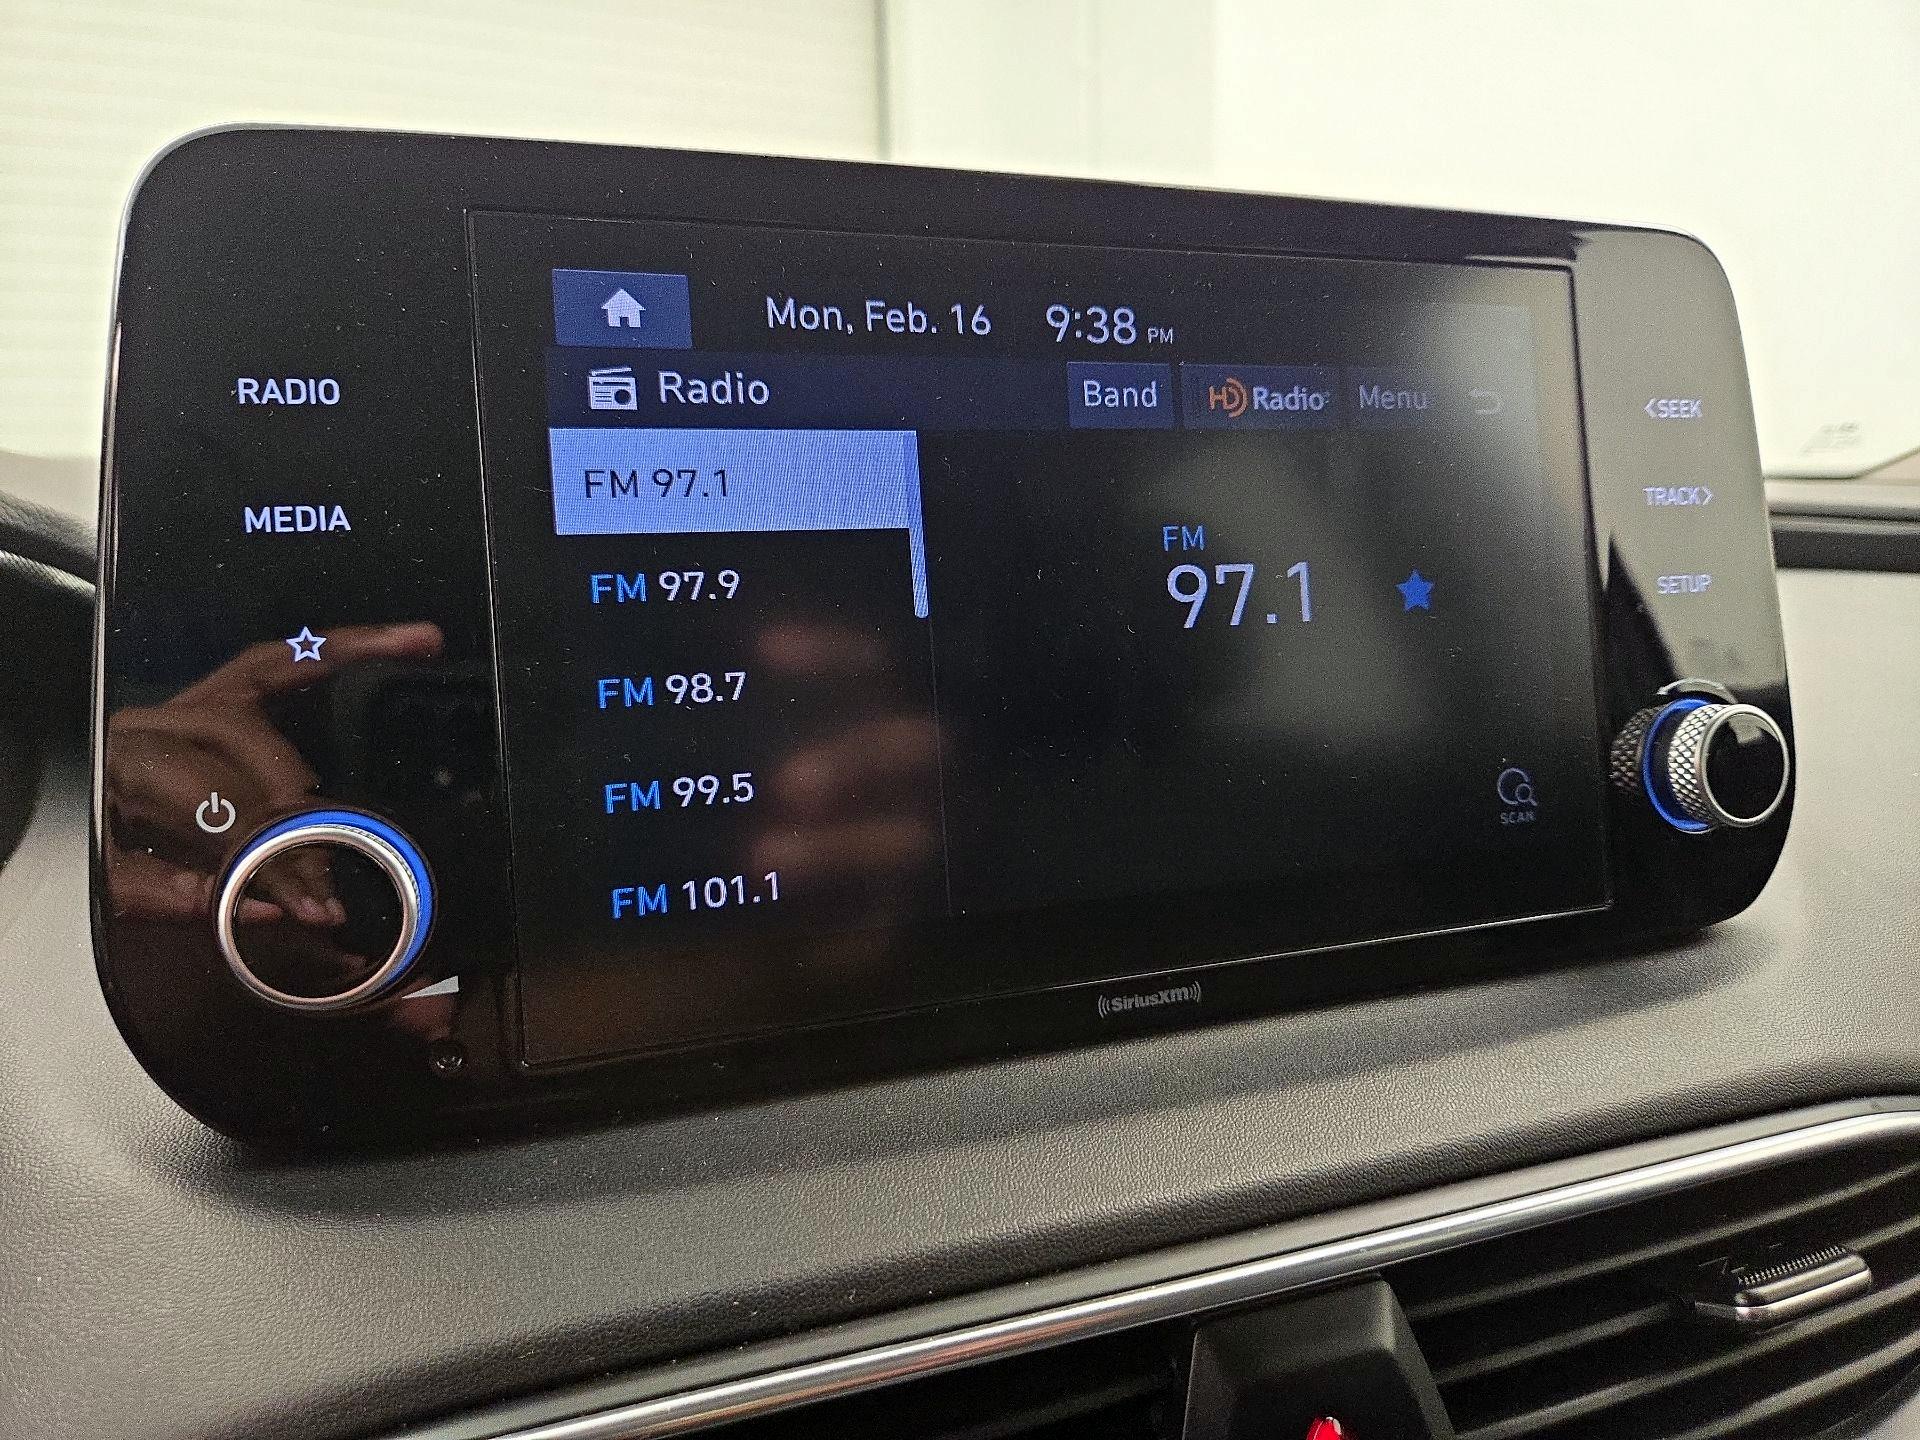 Mon, Feb. 16 9:38 PM
RADIO
Radio Band HD Radio Menu
<SEEK
FM 97.1
MEDIA
TRACK>
FM
97.1
FM 97.9
SETUP
FM 98.7
FM 99.5
SCAN
FM 101.1
((SiriusXM))